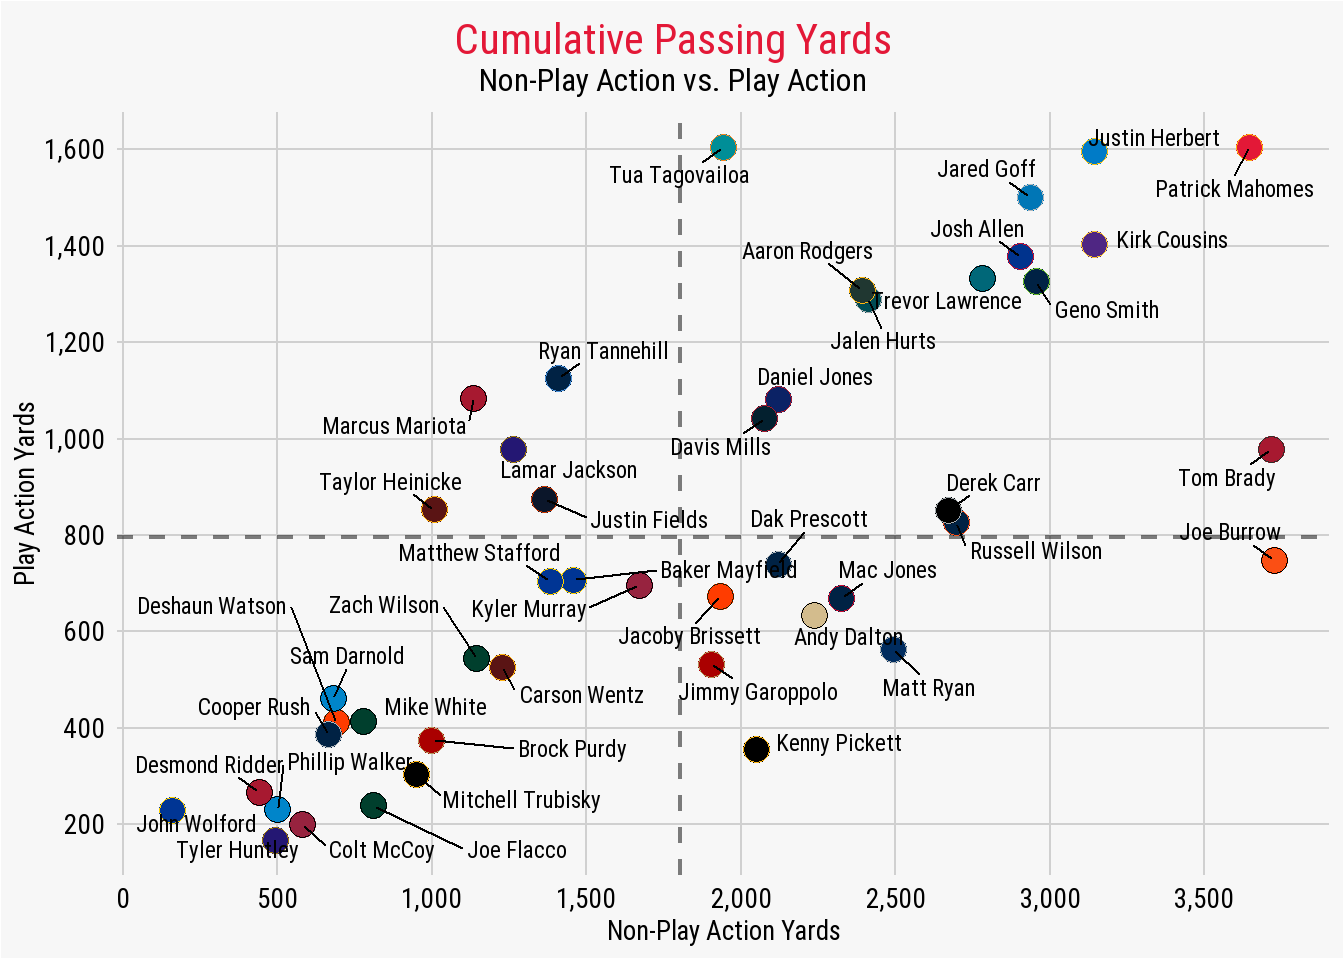 Cumulative Passing Yards
Non-Play Action vs. Play Action
Play Action Yards
1,600
1,400
1,200
1,000
800
600
400
200
Justin Herbert
Tua Tagovailoa
Jared Goff
Patrick Mahomes
Josh Allen
Kirk Cousins
Aaron Rodgers
Trevor Lawrence
Geno Smith
Jalen Hurts
Ryan Tannehill
Daniel Jones
Marcus Mariota
Davis Mills
Lamar Jackson
Tom Brady
Taylor Heinicke
Derek Carr
Justin Fields
Dak Prescott
Joe Burrow
Russell Wilson
Matthew Stafford
Baker Mayfield
Mac Jones
Deshaun Watson
Zach Wilson
Kyler Murray
Jacoby Brissett
Andy Dalton
Sam Darnold
Carson Wentz
Jimmy Garoppolo
Matt Ryan
Cooper Rush
Mike White
Brock Purdy
Kenny Pickett
Desmond Ridder
Phillip Walker
Mitchell Trubisky
John Wolford
Tyler Huntley
Colt McCoy
Joe Flacco
0
500
1,000
1,500
2,000
2,500
3,000
3,500
Non-Play Action Yards